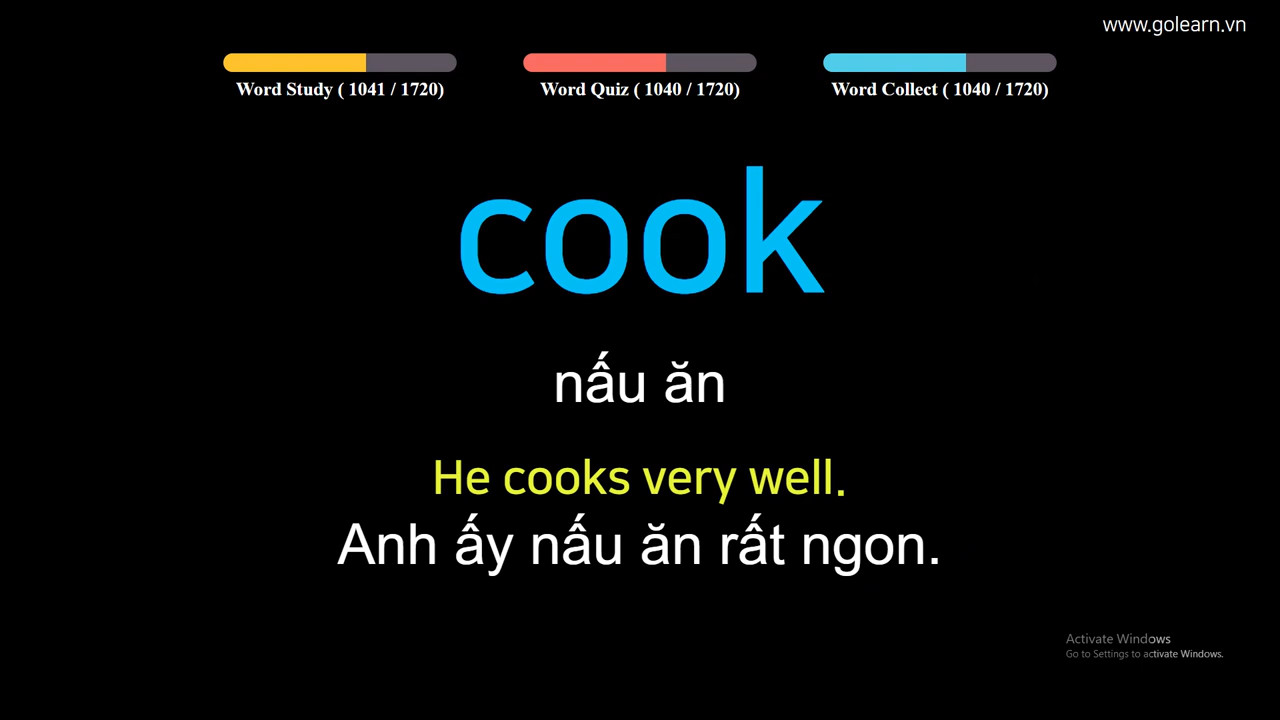 www.golearn.vn
Word Study ( 1041 / 1720)
Word Quiz ( 1040 / 1720)
Word Collect ( 1040 / 1720)
cook
nấu ăn
He cooks very well.
Anh ấy nấu ăn rất ngon.
Activate Windows
Go to Settings to activate Windows.